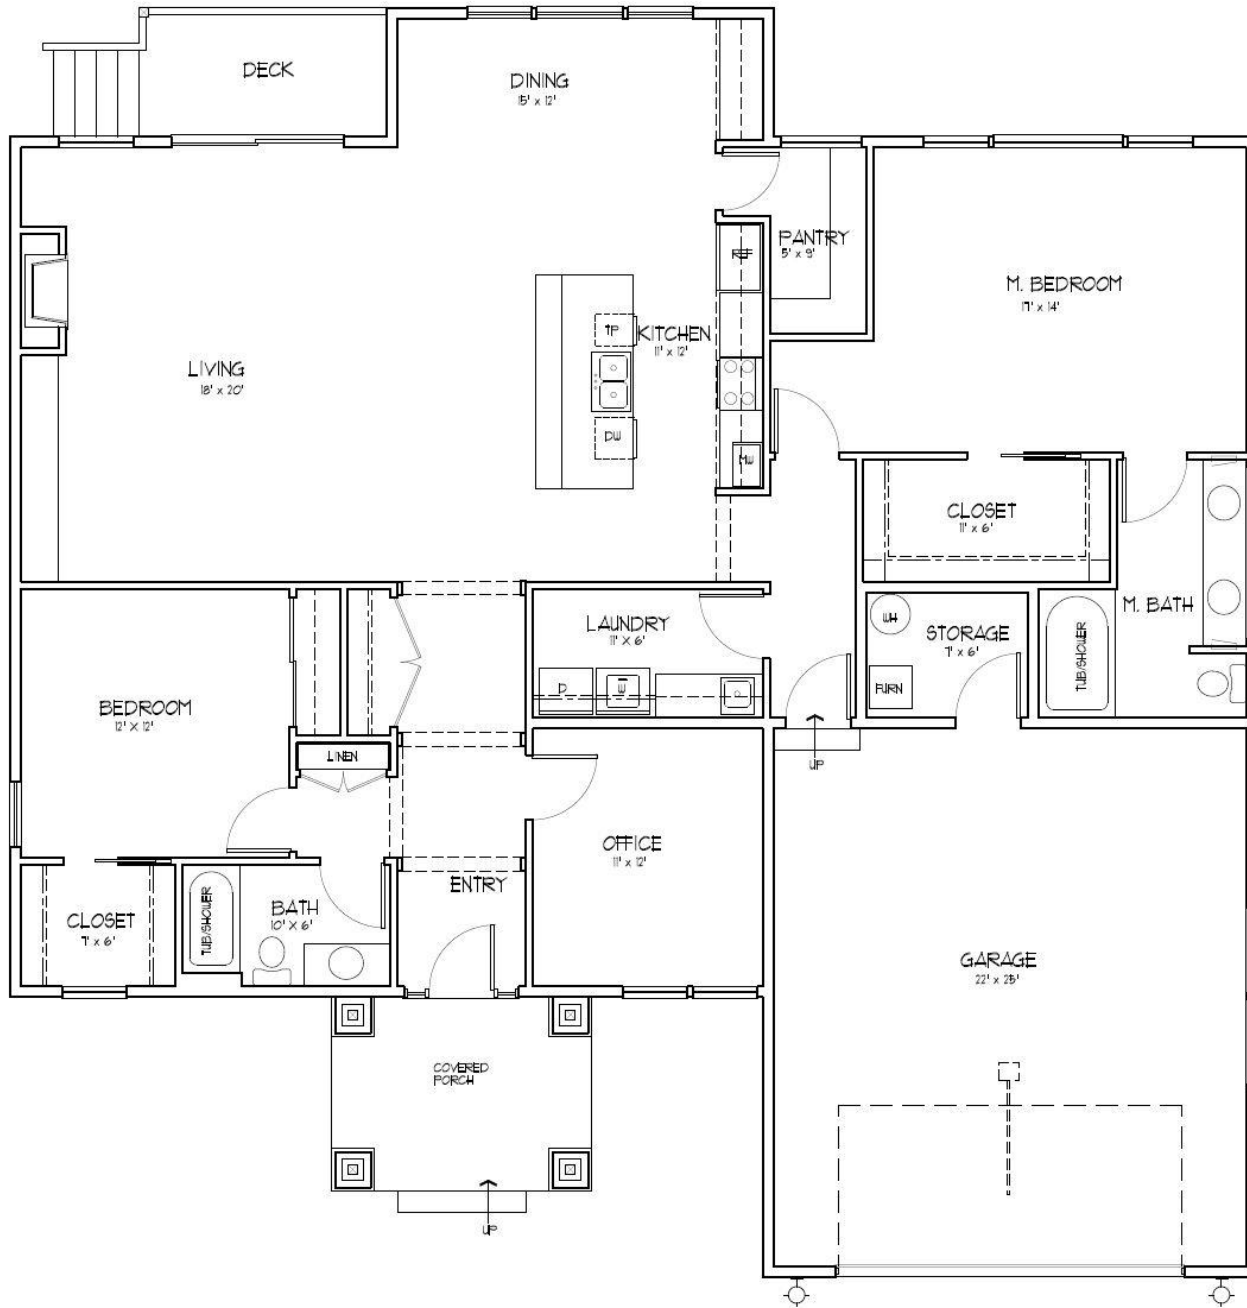 DECK
DINING
15' x 12'
PANTRY
5' x 9'
REF
M. BEDROOM
17' x 14'
TP
KITCHEN
11' x 12'
LIVING
18' x 20'
DW
MW
CLOSET
11' x 6'
LAUNDRY
11' X 6'
WH
STORAGE
7' x 6'
M. BATH
TUB/SHOWER
D
W
FURN
BEDROOM
12' X 12'
LINEN
UP
OFFICE
11' x 12'
ENTRY
TUB/SHOWER
BATH
10' X 6'
CLOSET
7' x 6'
GARAGE
22' x 25'
COVERED
PORCH
UP